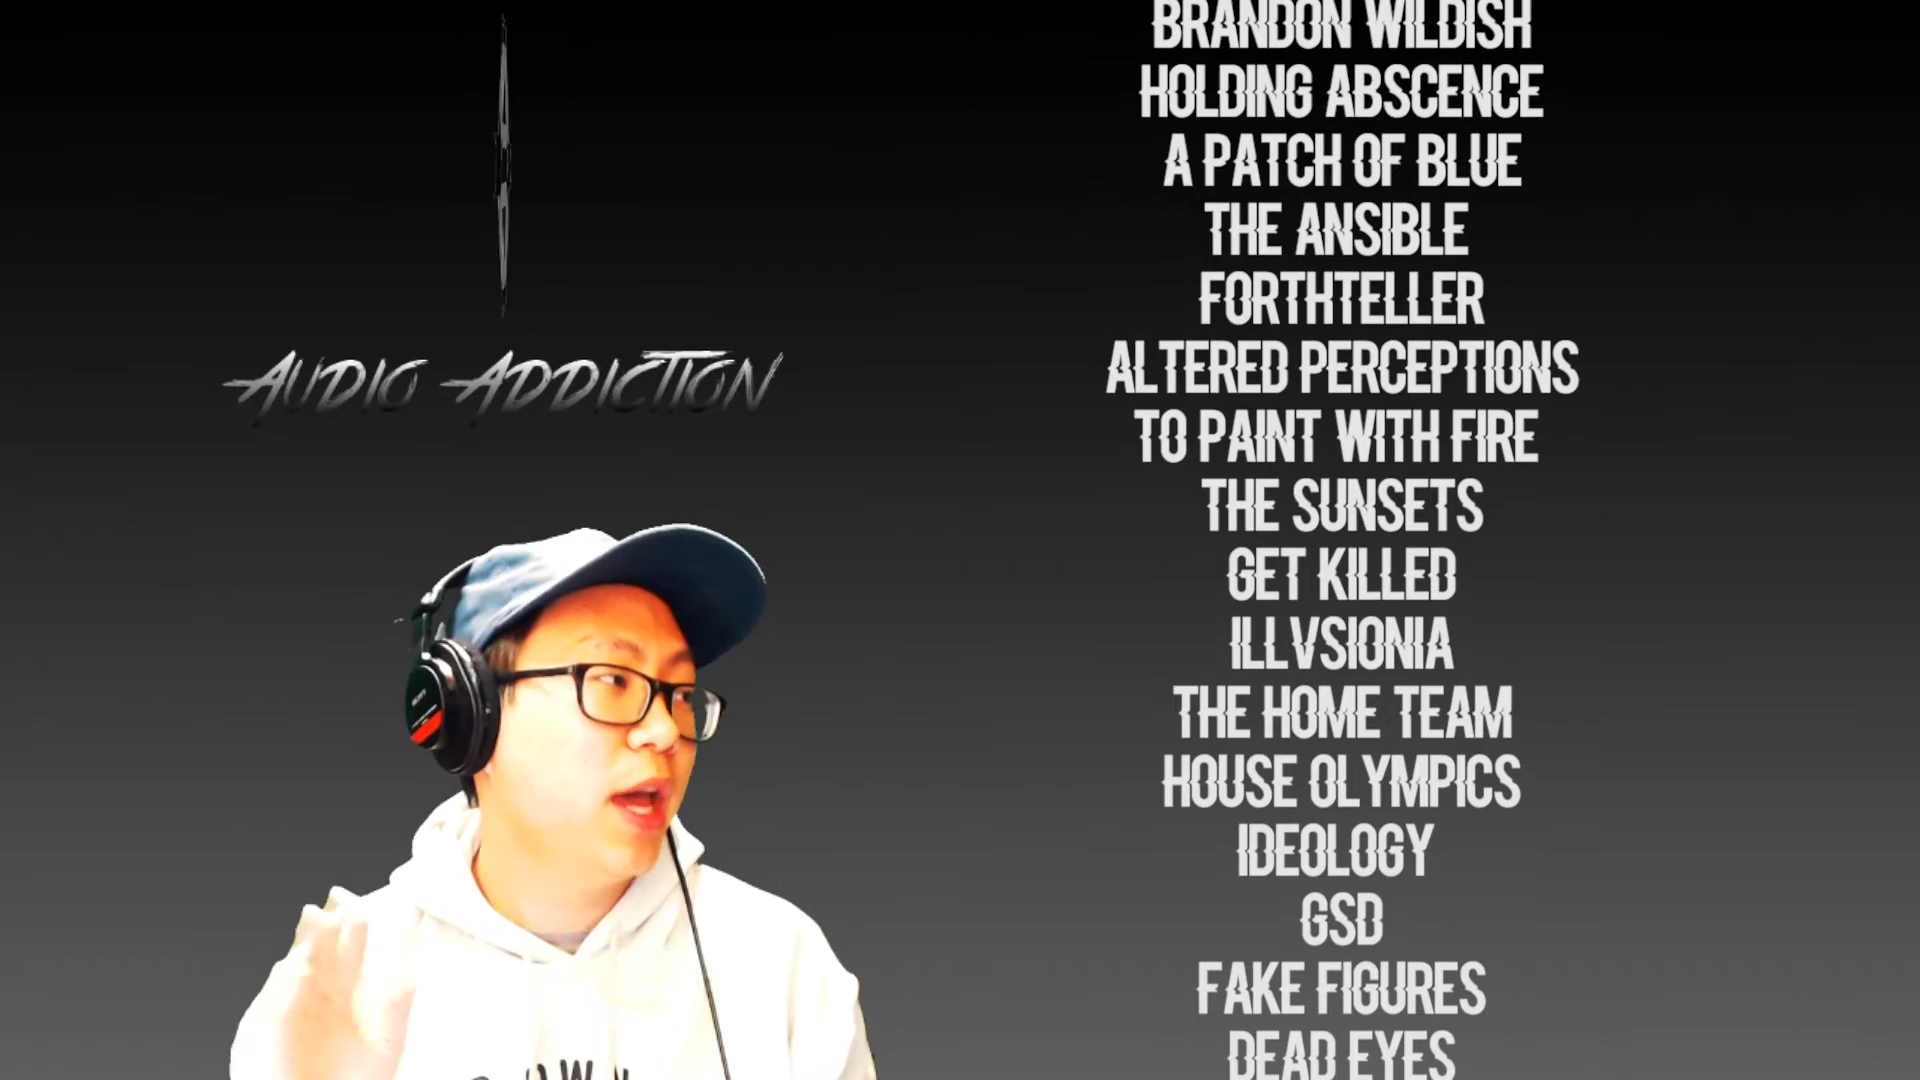 BRANDON WILDISH
HOLDING ABSCENCE
A PATCH OF BLUE
THE ANSIBLE
FORTHTELLER
ALTERED PERCEPTIONS
TO PAINT WITH FIRE
THE SUNSETS
GET KILLED
ILLVSIONIA
THE HOME TEAM
HOUSE OLYMPICS
IDEOLOGY
GSD
FAKE FIGURES
DEAD EYES
AUDIO ADDICTION
SONY